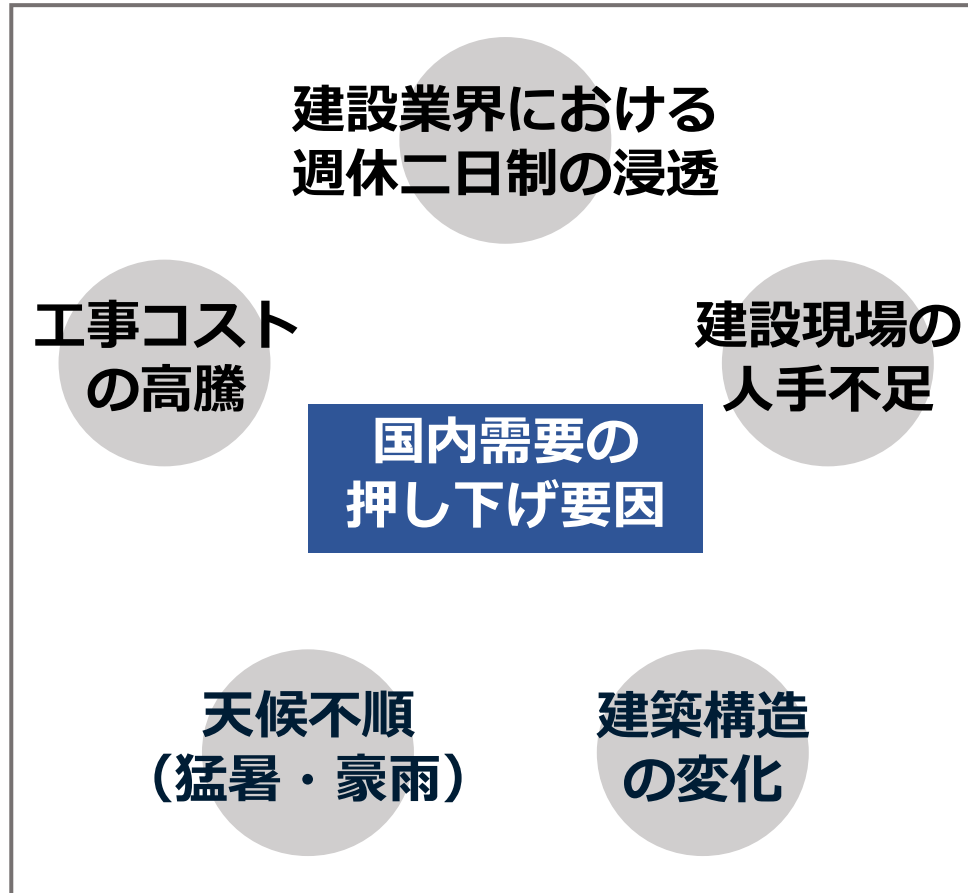 建設業界における
週休二日制の浸透
工事コスト
の高騰
建設現場の
人手不足
国内需要の
押し下げ要因
天候不順
（猛暑・豪雨）
建築構造
の変化